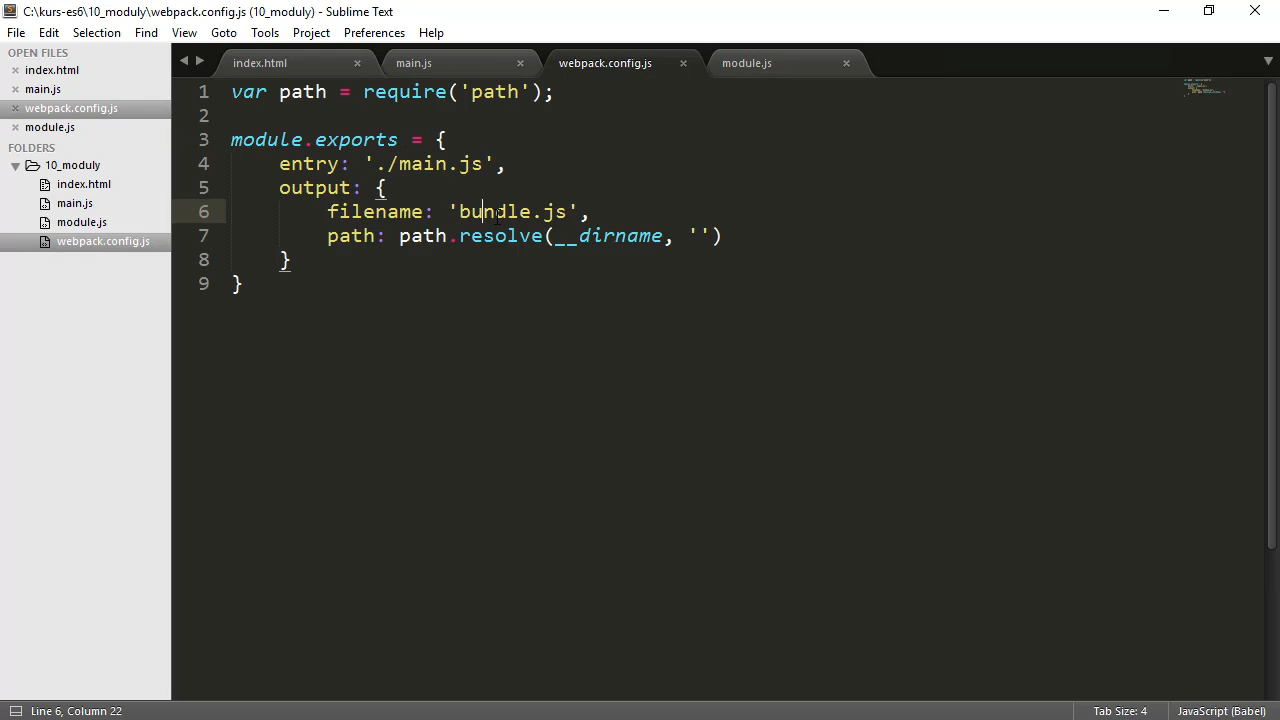 C:\kurs-es6\10_moduly\webpack.config.js (10_moduly) - Sublime Text
File Edit Selection Find View Goto Tools Project Preferences Help
OPEN FILES
index.html
main.js
webpack.config.js
module.js
FOLDERS
10_moduly
index.html
main.js
module.js
webpack.config.js
index.html main.js webpack.config.js module.js
1 var path = require('path');
2
3 module.exports = {
4 entry: './main.js',
5 output: {
6 filename: 'bundle.js',
7 path: path.resolve(__dirname, '')
8 }
9 }
Line 6, Column 22 Tab Size: 4 JavaScript (Babel)